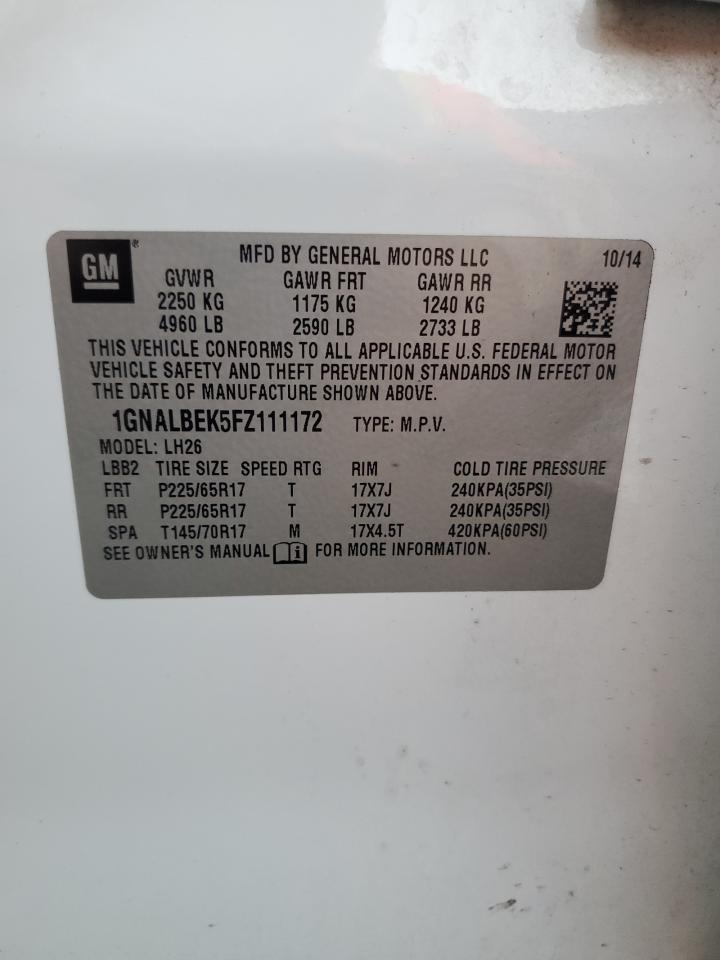 GM®
MFD BY GENERAL MOTORS LLC 10/14
GVWR GAWR FRT GAWR RR
2250 KG 1175 KG 1240 KG
4960 LB 2590 LB 2733 LB
THIS VEHICLE CONFORMS TO ALL APPLICABLE U.S. FEDERAL MOTOR
VEHICLE SAFETY AND THEFT PREVENTION STANDARDS IN EFFECT ON
THE DATE OF MANUFACTURE SHOWN ABOVE.
1GNALBEK5FZ111172 TYPE: M.P.V.
MODEL: LH26
LBB2 TIRE SIZE SPEED RTG RIM COLD TIRE PRESSURE
FRT P225/65R17 T 17X7J 240KPA(35PSI)
RR P225/65R17 T 17X7J 240KPA(35PSI)
SPA T145/70R17 M 17X4.5T 420KPA(60PSI)
SEE OWNER'S MANUAL i FOR MORE INFORMATION.